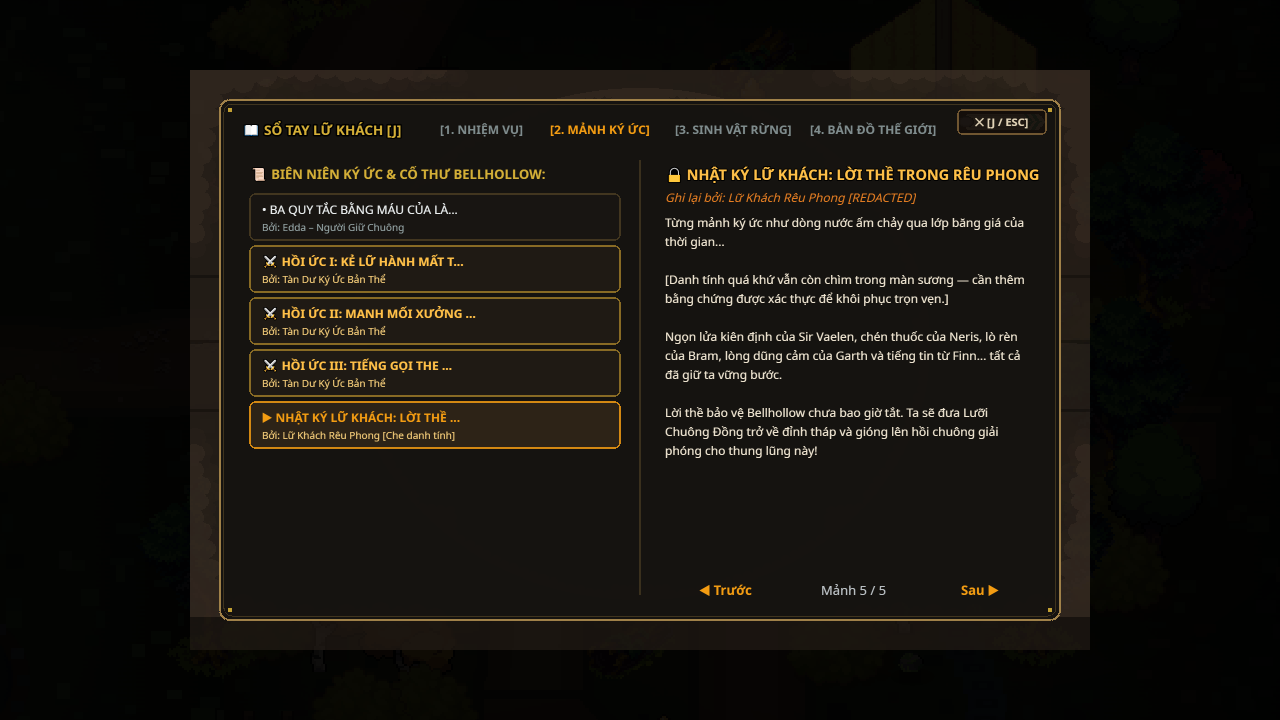 SỔ TAY LỮ KHÁCH [J]
[1. NHIỆM VỤ]
[2. MẢNH KÝ ỨC]
[3. SINH VẬT RỪNG]
[4. BẢN ĐỒ THẾ GIỚI]
[J / ESC]
BIÊN NIÊN KÝ ỨC & CỔ THƯ BELLHOLLOW:
• BA QUY TẮC BẰNG MÁU CỦA LÀ...
Bởi: Edda – Người Giữ Chuông
HỒI ỨC I: KẺ LỮ HÀNH MẤT T...
Bởi: Tàn Dư Ký Ức Bản Thể
HỒI ỨC II: MANH MỐI XƯỞNG ...
Bởi: Tàn Dư Ký Ức Bản Thể
HỒI ỨC III: TIẾNG GỌI THE ...
Bởi: Tàn Dư Ký Ức Bản Thể
▶ NHẬT KÝ LỮ KHÁCH: LỜI THỀ ...
Bởi: Lữ Khách Rêu Phong [Che danh tính]
NHẬT KÝ LỮ KHÁCH: LỜI THỀ TRONG RÊU PHONG
Ghi lại bởi: Lữ Khách Rêu Phong [REDACTED]
Từng mảnh ký ức như dòng nước ấm chảy qua lớp băng giá của
thời gian...
[Danh tính quá khứ vẫn còn chìm trong màn sương — cần thêm
bằng chứng được xác thực để khôi phục trọn vẹn.]
Ngọn lửa kiên định của Sir Vaelen, chén thuốc của Neris, lò rèn
của Bram, lòng dũng cảm của Garth và tiếng tin từ Finn... tất cả
đã giữ ta vững bước.
Lời thề bảo vệ Bellhollow chưa bao giờ tắt. Ta sẽ đưa Lưỡi
Chuông Đồng trở về đỉnh tháp và gióng lên hồi chuông giải
phóng cho thung lũng này!
◀ Trước
Mảnh 5 / 5
Sau ▶